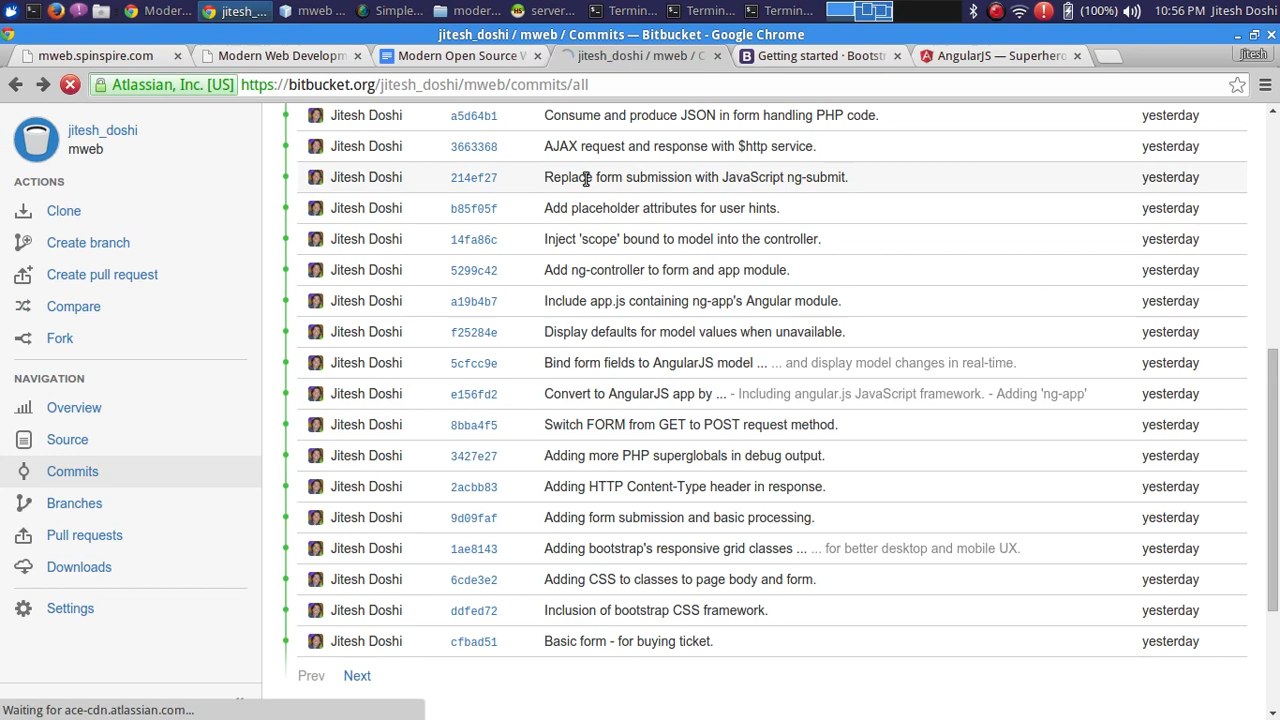 Moder...
jitesh_...
mweb ...
Simple...
moder...
server...
Termin...
Termin...
Termin...
(100%)
10:56 PM Jitesh Doshi
jitesh_doshi / mweb / Commits — Bitbucket - Google Chrome
mweb.spinspire.com
Modern Web Developm
Modern Open Source W
jitesh_doshi / mweb / C
Getting started · Bootst
AngularJS — Superhero
Jitesh
Atlassian, Inc. [US]
https://bitbucket.org/jitesh_doshi/mweb/commits/all
jitesh_doshi
mweb
ACTIONS
Clone
Create branch
Create pull request
Compare
Fork
NAVIGATION
Overview
Source
Commits
Branches
Pull requests
Downloads
Settings
Jitesh Doshi a5d64b1 Consume and produce JSON in form handling PHP code. yesterday
Jitesh Doshi 3663368 AJAX request and response with $http service. yesterday
Jitesh Doshi 214ef27 Replace form submission with JavaScript ng-submit. yesterday
Jitesh Doshi b85f05f Add placeholder attributes for user hints. yesterday
Jitesh Doshi 14fa86c Inject 'scope' bound to model into the controller. yesterday
Jitesh Doshi 5299c42 Add ng-controller to form and app module. yesterday
Jitesh Doshi a19b4b7 Include app.js containing ng-app's Angular module. yesterday
Jitesh Doshi f25284e Display defaults for model values when unavailable. yesterday
Jitesh Doshi 5cfcc9e Bind form fields to AngularJS model ... ... and display model changes in real-time. yesterday
Jitesh Doshi e156fd2 Convert to AngularJS app by ... - Including angular.js JavaScript framework. - Adding 'ng-app' yesterday
Jitesh Doshi 8bba4f5 Switch FORM from GET to POST request method. yesterday
Jitesh Doshi 3427e27 Adding more PHP superglobals in debug output. yesterday
Jitesh Doshi 2acbb83 Adding HTTP Content-Type header in response. yesterday
Jitesh Doshi 9d09faf Adding form submission and basic processing. yesterday
Jitesh Doshi 1ae8143 Adding bootstrap's responsive grid classes ... ... for better desktop and mobile UX. yesterday
Jitesh Doshi 6cde3e2 Adding CSS to classes to page body and form. yesterday
Jitesh Doshi ddfed72 Inclusion of bootstrap CSS framework. yesterday
Jitesh Doshi cfbad51 Basic form - for buying ticket. yesterday
Prev Next
Waiting for ace-cdn.atlassian.com...